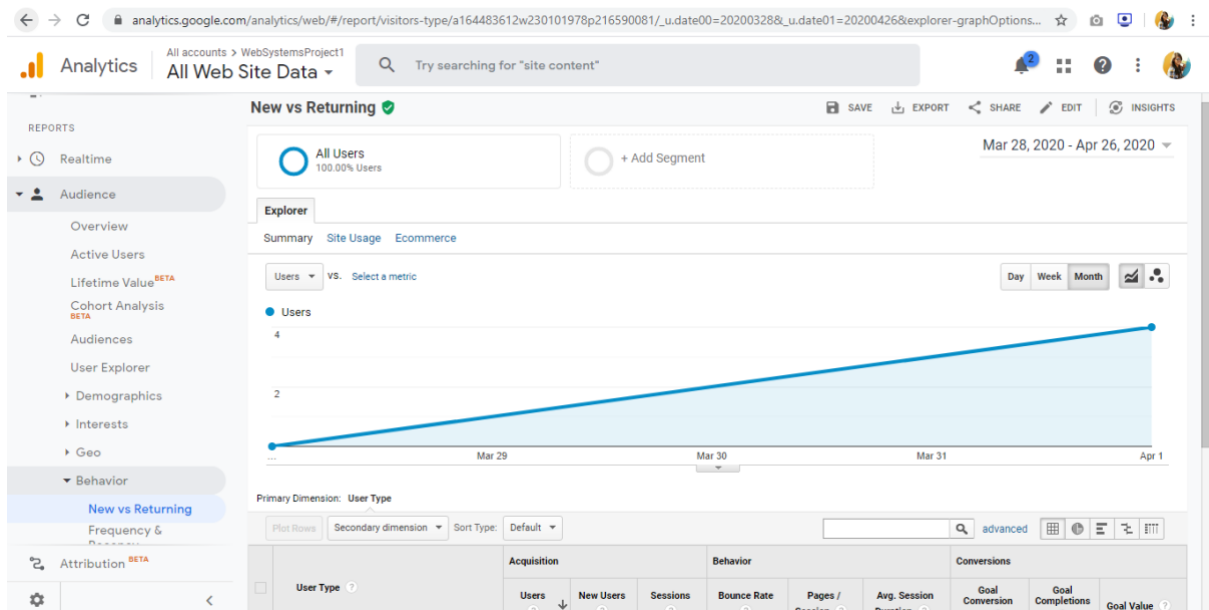 analytics.google.com/analytics/web/#/report/visitors-type/a164483612w230101978p216590081/_u.date00=20200328&_u.date01=20200426&explorer-graphOptions...
Analytics
All accounts > WebSystemsProject1
All Web Site Data
Try searching for "site content"
2
REPORTS
Realtime
Audience
Overview
Active Users
Lifetime Value BETA
Cohort Analysis
BETA
Audiences
User Explorer
Demographics
Interests
Geo
Behavior
New vs Returning
Frequency &
Attribution BETA
New vs Returning
SAVE EXPORT SHARE EDIT INSIGHTS
All Users
100.00% Users
+ Add Segment
Mar 28, 2020 - Apr 26, 2020
Explorer
Summary Site Usage Ecommerce
Users VS. Select a metric
Day Week Month
Users
4
2
... Mar 29 Mar 30 Mar 31 Apr 1
Primary Dimension: User Type
Plot Rows Secondary dimension Sort Type: Default advanced
Acquisition Behavior Conversions
User Type ?
Users New Users Sessions Bounce Rate Pages / Avg. Session Goal Conversion Goal Completions Goal Value ?